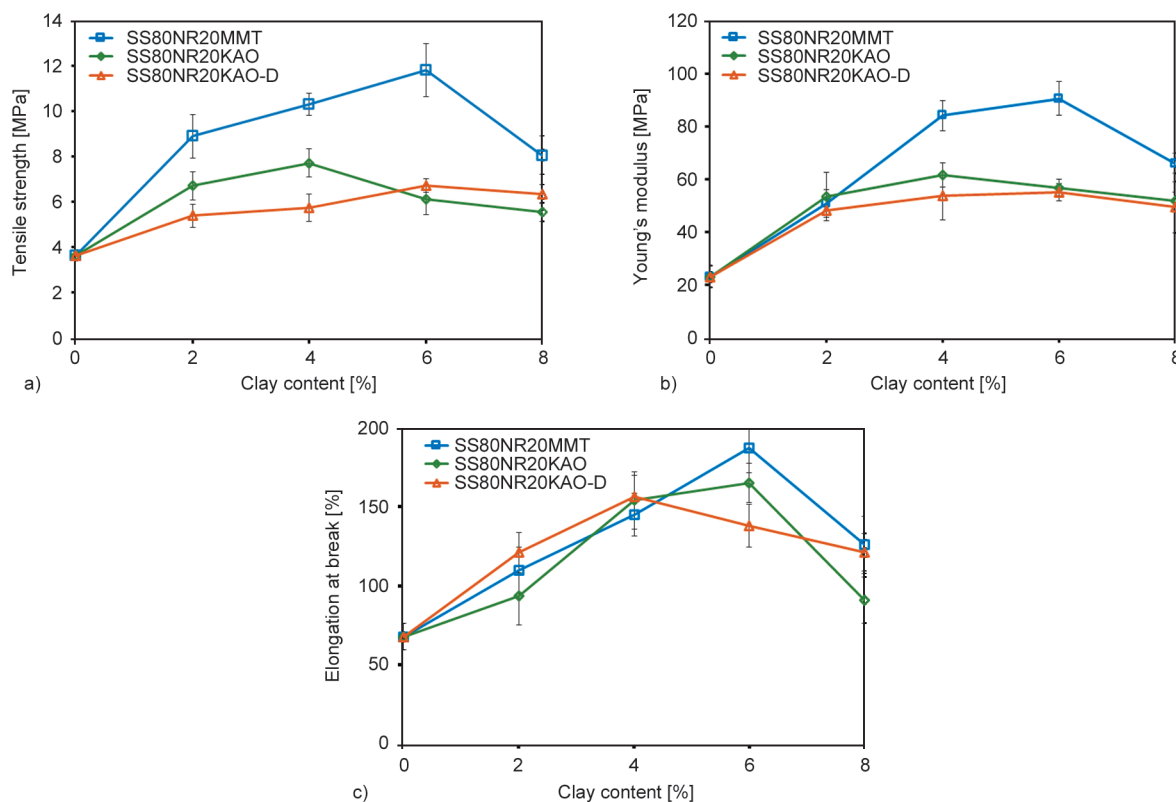 14
12
10
8
6
4
2
0
Tensile strength [MPa]
SS80NR20MMT
SS80NR20KAO
SS80NR20KAO-D
0 2 4 6 8
a) Clay content [%]
120
100
80
60
40
20
0
Young's modulus [MPa]
SS80NR20MMT
SS80NR20KAO
SS80NR20KAO-D
0 2 4 6 8
b) Clay content [%]
200
150
100
50
0
Elongation at break [%]
SS80NR20MMT
SS80NR20KAO
SS80NR20KAO-D
0 2 4 6 8
c) Clay content [%]